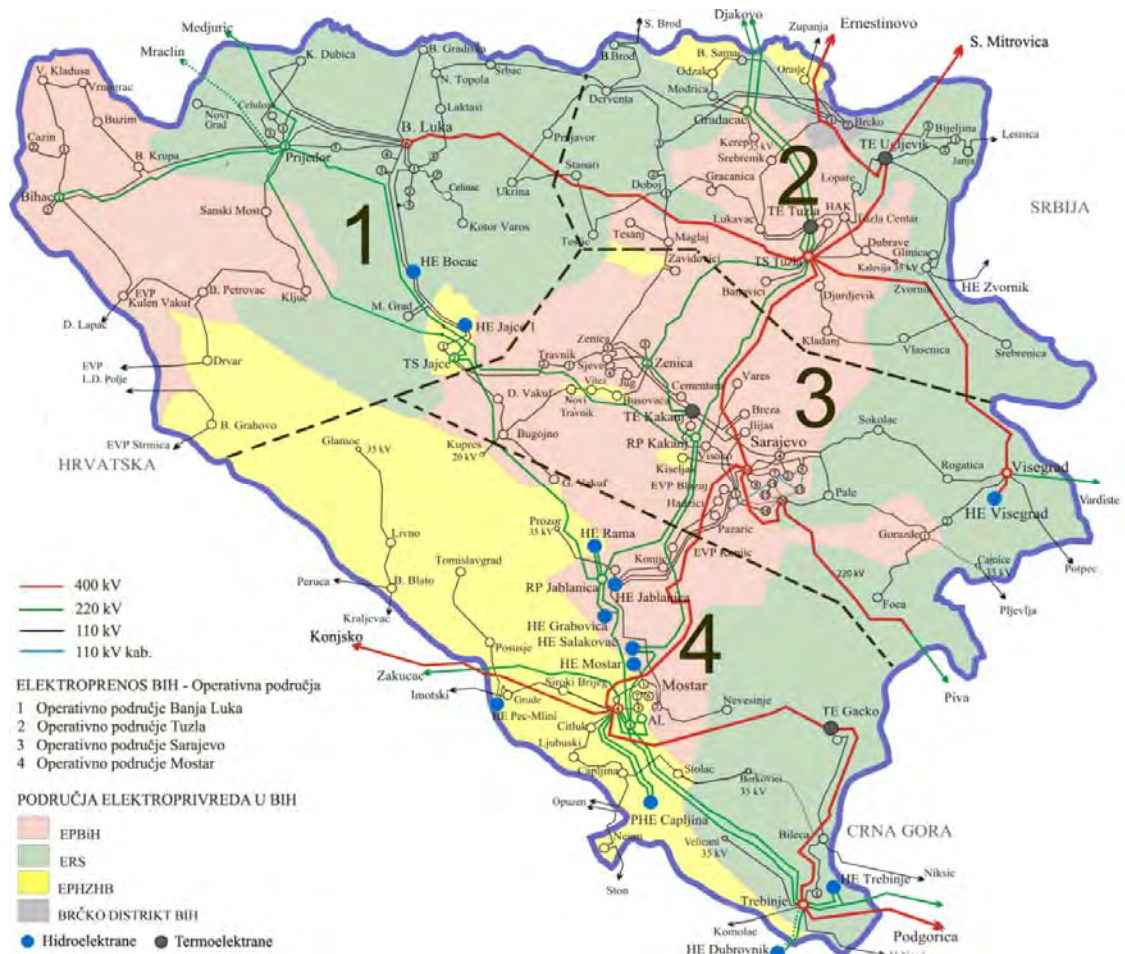 Medjuric
Mraclin
Djakovo
S. Brod
Zupanja
Ernestinovo
S. Mitrovica
V. Kladusa
Vrnograc
K. Dubica
B. Gradiska
Srbac
B.Brod
B. Samac
Odzak
Orasje
Modrica
N. Topola
Derventa
Celuloza
Novi
Grad
Laktasi
Buzim
Cazin
B. Krupa
Prijedor
B. Luka
Prnjavor
Gradacac
Brcko
Bijeljina
Lesnica
Janja
TE Ugljevik
Srebrenik
Stanari
Ukrina
Doboj
Gracanica
Lopare
Bihac
Celinac
Sanski Most
Kotor Varos
Lukavac
2
TE Tuzla
HAK
Tuzla Centar
SRBIJA
1
Tesanj
Maglaj
Teslic
Zavidovici
TS Tuzla
Dubrave
Kalesija 35 kV
Glinica
HE Bocac
Banovici
Zvornik
HE Zvornik
EVP
Kulen Vakuf
B. Petrovac
Kljuc
M. Grad
Djurdjevik
D. Lapac
HE Jajce 1
Kladanj
Vlasenica
Srebrenica
EVP
L.D. Polje
Drvar
TS Jajce
Travnik
Zenica
Sjever
Jug
Zenica
Vitez
Novi
Travnik
Busovaca
Cementara
Vares
3
D. Vakuf
TE Kakanj
Breza
Ilijas
B. Grahovo
Bugojno
RP Kakanj
Visoko
Sarajevo
Sokolac
EVP Strmica
Glamoc
35 kV
Kupres
20 kV
Kiseljak
HRVATSKA
G. Vakuf
EVP Blazuj
Hadzici
Rogatica
Visegrad
Vardiste
Pale
HE Visegrad
Pazaric
Prozor
35 kV
HE Rama
EVP Konjic
Konjic
Gorazde
Cajnice
35 kV
Potpec
Livno
Tomislavgrad
220 kV
Foca
Pljevlja
400 kV
220 kV
110 kV
110 kV kab.
Peruca
B. Blato
Kraljevac
RP Jablanica
HE Jablanica
HE Grabovica
HE Salakovac
HE Mostar
4
Konjsko
Posusje
Zakucac
Imotski
Siroki Brijeg
Grude
HE Pec-Mlini
Mostar
AL
Nevesinje
Piva
TE Gacko
Citluk
Ljubuski
Capljina
Stolac
Berkovici
35 kV
Opuzen
PHE Capljina
Neum
Ston
Velicani
35 kV
Bileca
CRNA GORA
Niksic
HE Trebinje
Trebinje
Komolac
Podgorica
HE Dubrovnik
ELEKTROPRENOS BIH - Operativna područja
1 Operativno područje Banja Luka
2 Operativno područje Tuzla
3 Operativno područje Sarajevo
4 Operativno područje Mostar
PODRUČJA ELEKTROPRIVREDA U BIH
EPBiH
ERS
EPHZHB
BRČKO DISTRIKT BIH
Hidroelektrane Termoelektrane